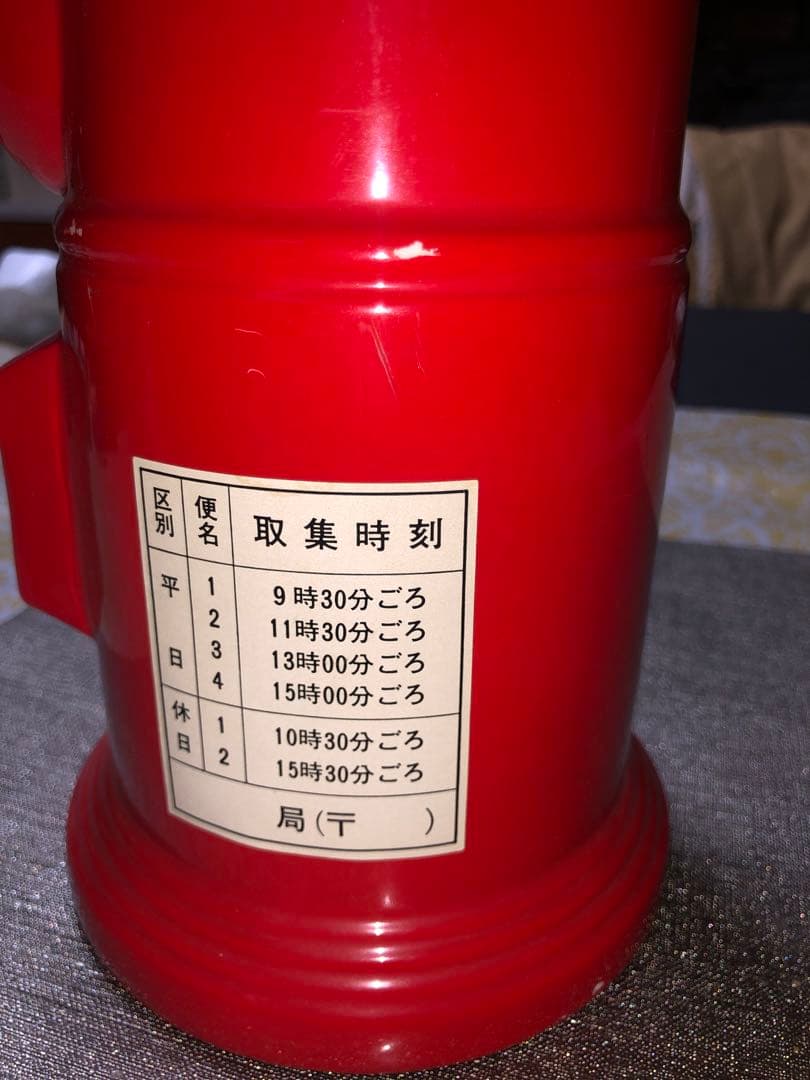 区別 便名 取集時刻
平日 1 9時30分ごろ
2 11時30分ごろ
3 13時00分ごろ
4 15時00分ごろ
休日 1 10時30分ごろ
2 15時30分ごろ
局(〒 )